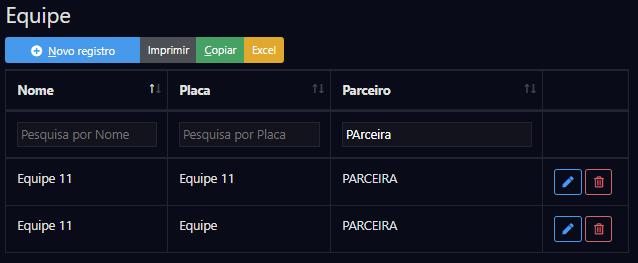 Equipe
Novo registro Imprimir Copiar Excel
Nome Placa Parceiro
Pesquisa por Nome Pesquisa por Placa PArceira
Equipe 11 Equipe 11 PARCEIRA
Equipe 11 Equipe PARCEIRA